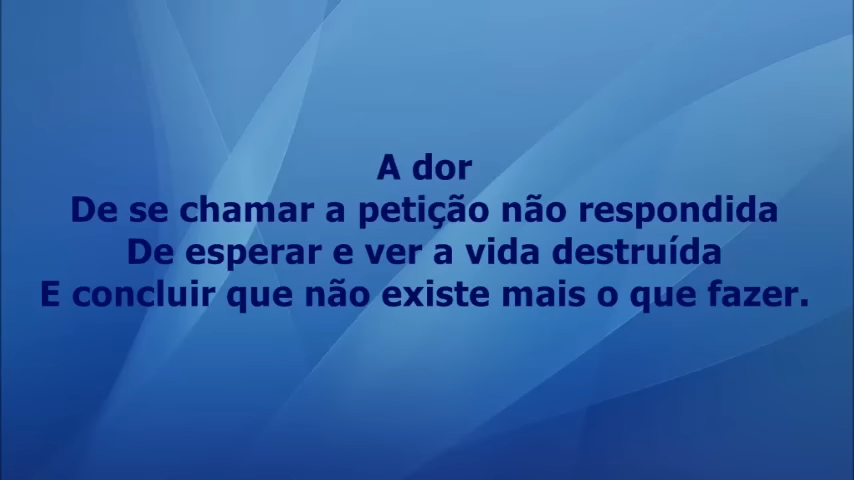 A dor
De se chamar a petição não respondida
De esperar e ver a vida destruída
E concluir que não existe mais o que fazer.